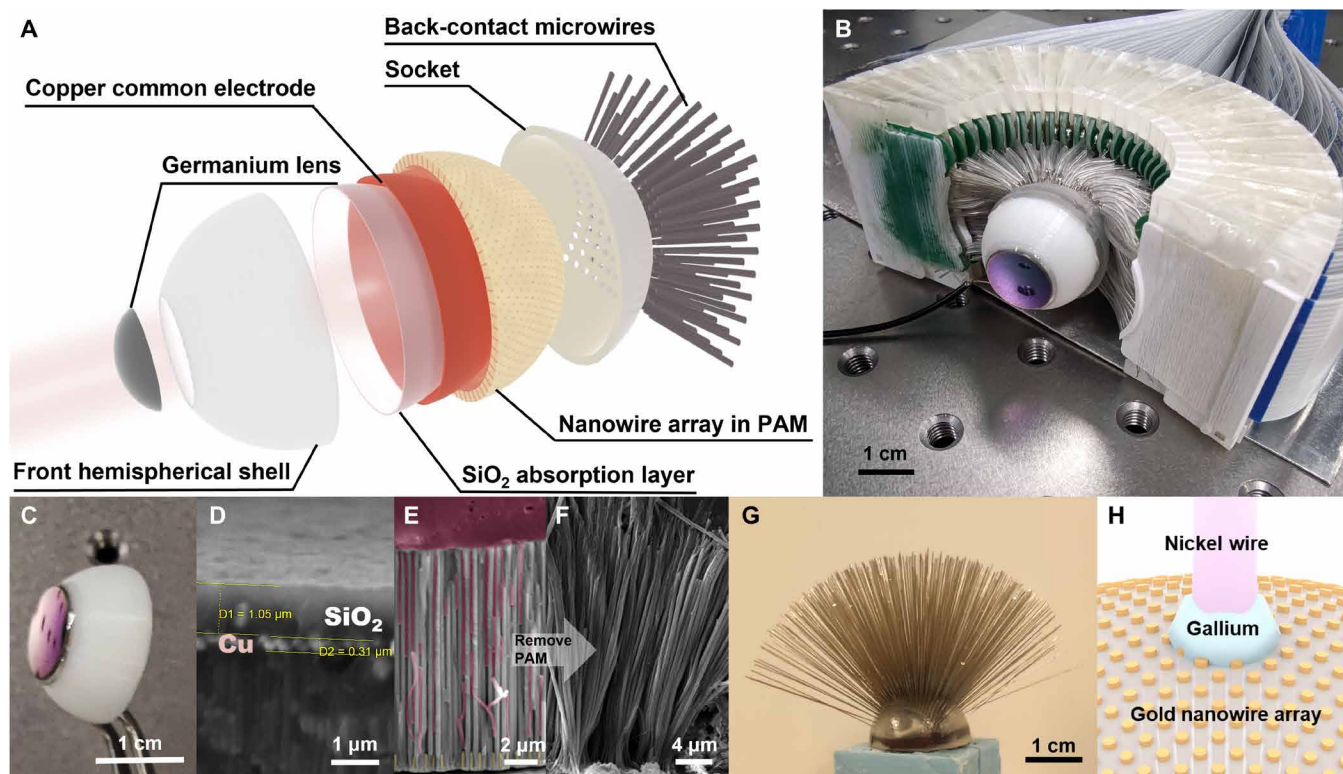 A
Back-contact microwires
Socket
Copper common electrode
Germanium lens
Nanowire array in PAM
SiO₂ absorption layer
Front hemispherical shell
B
1 cm
C
1 cm
D
D1 = 1.05 µm
SiO₂
Cu
D2 = 0.31 µm
1 µm
E
Remove
PAM
2 µm
F
4 µm
G
1 cm
H
Nickel wire
Gallium
Gold nanowire array